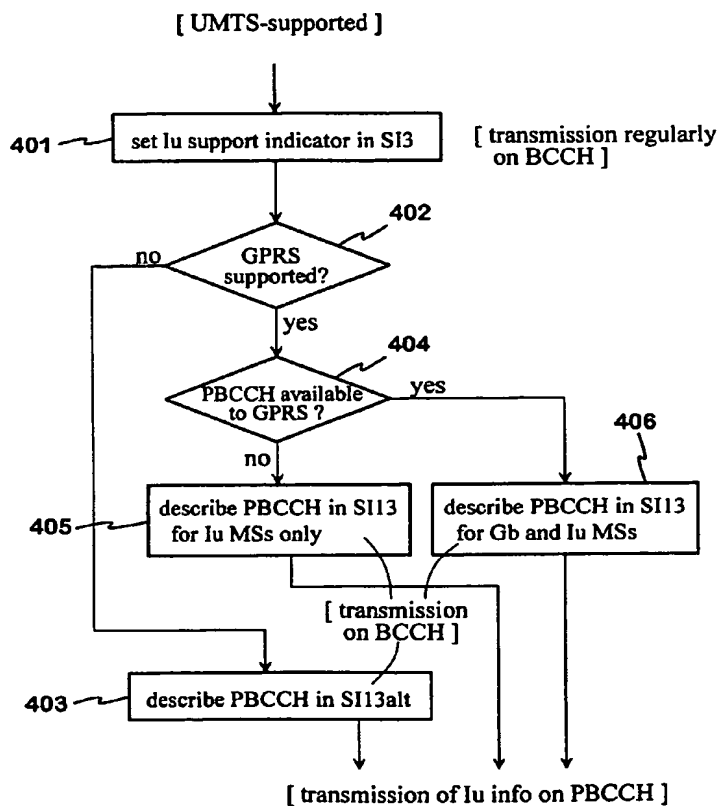 [ UMTS-supported ]
401
set Iu support indicator in SI3
[ transmission regularly
on BCCH ]
402
no
GPRS
supported?
yes
404
PBCCH available
to GPRS ?
yes
406
no
405
describe PBCCH in SI13
for Iu MSs only
describe PBCCH in SI13
for Gb and Iu MSs
[ transmission
on BCCH ]
403
describe PBCCH in SI13alt
[ transmission of Iu info on PBCCH ]